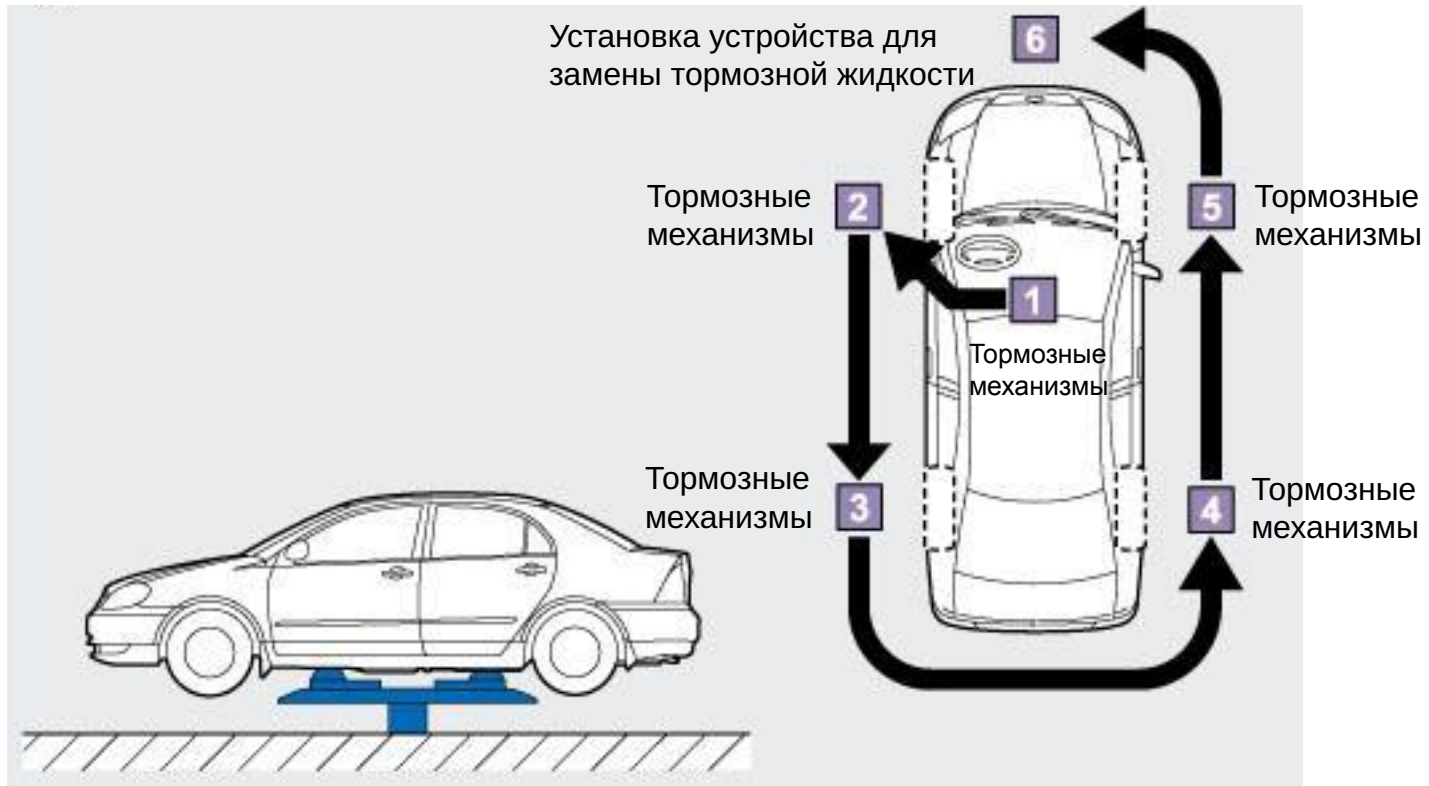 Установка устройства для
замены тормозной жидкости
6
Тормозные
механизмы
2
5
Тормозные
механизмы
1
Тормозные
механизмы
Тормозные
механизмы
3
4
Тормозные
механизмы